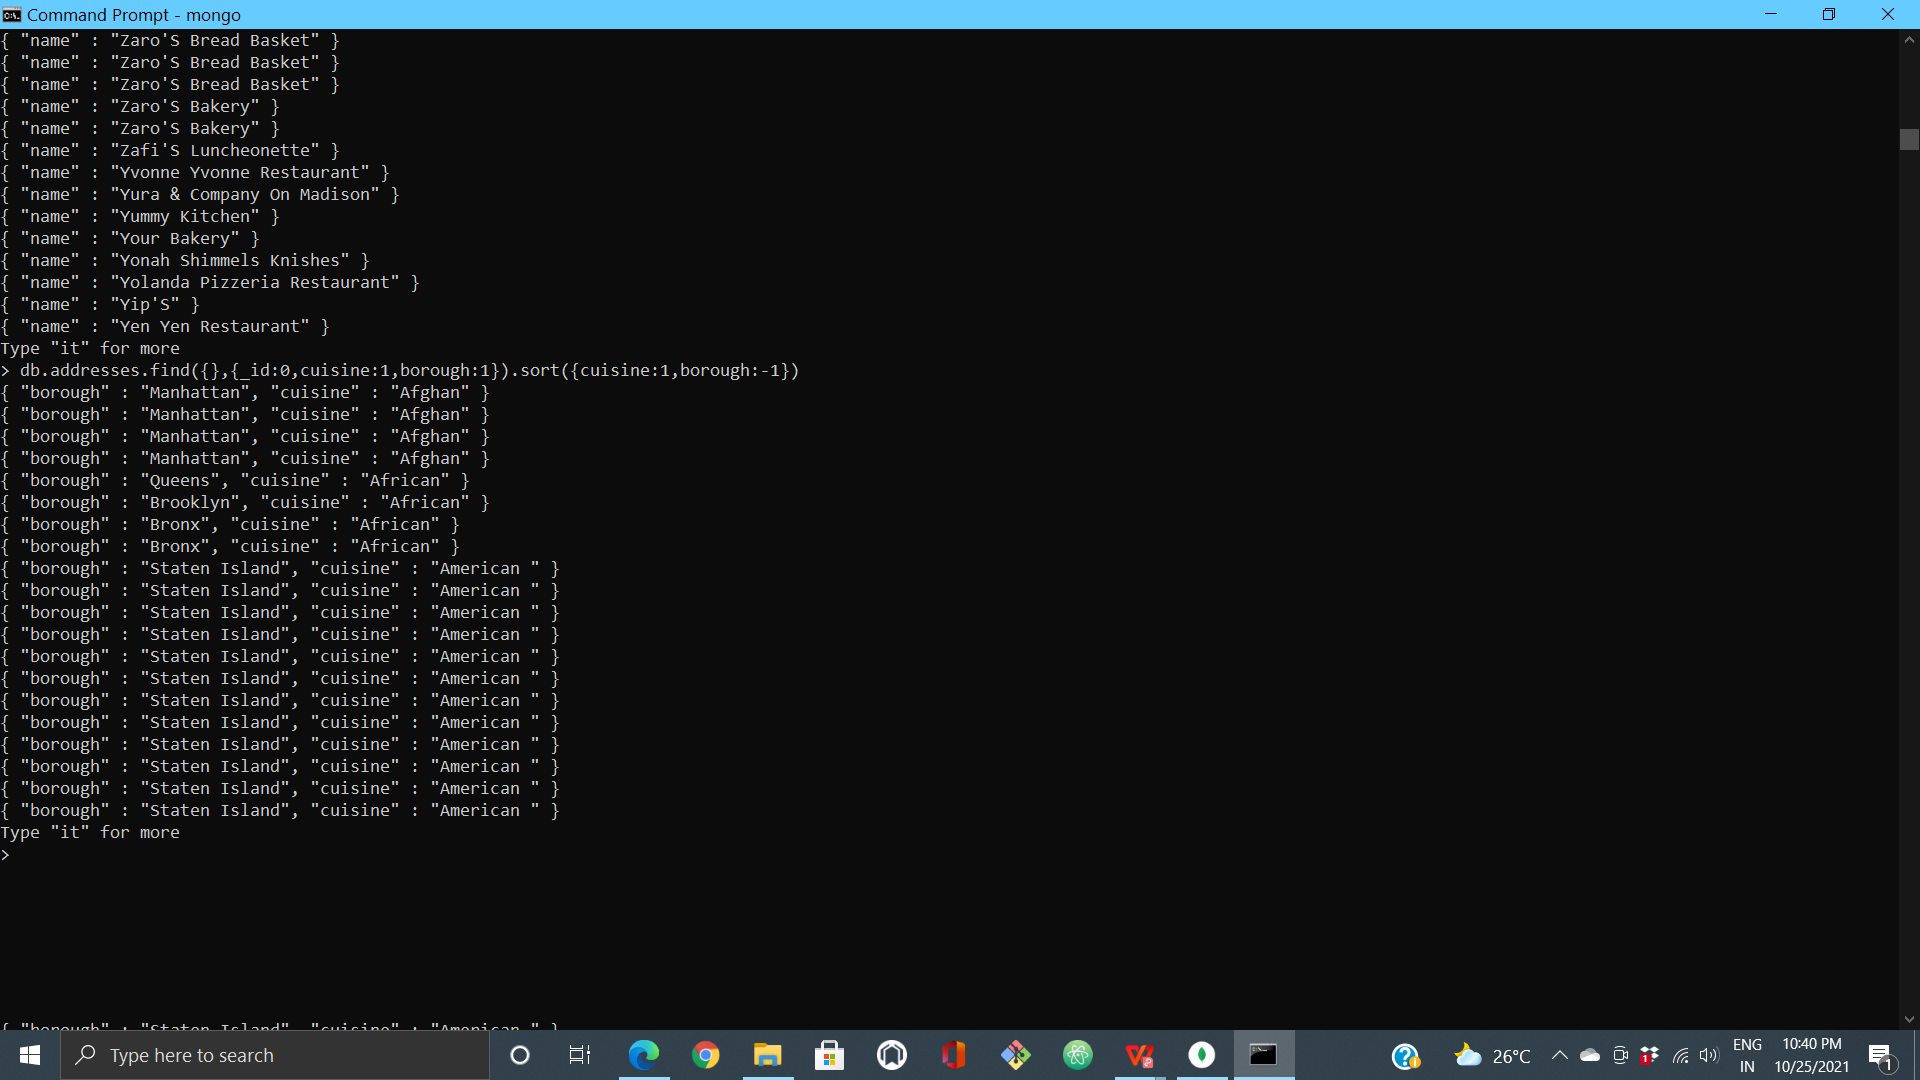 Command Prompt - mongo
{ "name" : "Zaro'S Bread Basket" }
{ "name" : "Zaro'S Bread Basket" }
{ "name" : "Zaro'S Bread Basket" }
{ "name" : "Zaro'S Bakery" }
{ "name" : "Zaro'S Bakery" }
{ "name" : "Zafi'S Luncheonette" }
{ "name" : "Yvonne Yvonne Restaurant" }
{ "name" : "Yura & Company On Madison" }
{ "name" : "Yummy Kitchen" }
{ "name" : "Your Bakery" }
{ "name" : "Yonah Shimmels Knishes" }
{ "name" : "Yolanda Pizzeria Restaurant" }
{ "name" : "Yip'S" }
{ "name" : "Yen Yen Restaurant" }
Type "it" for more
> db.addresses.find({},{_id:0,cuisine:1,borough:1}).sort({cuisine:1,borough:-1})
{ "borough" : "Manhattan", "cuisine" : "Afghan" }
{ "borough" : "Manhattan", "cuisine" : "Afghan" }
{ "borough" : "Manhattan", "cuisine" : "Afghan" }
{ "borough" : "Manhattan", "cuisine" : "Afghan" }
{ "borough" : "Queens", "cuisine" : "African" }
{ "borough" : "Brooklyn", "cuisine" : "African" }
{ "borough" : "Bronx", "cuisine" : "African" }
{ "borough" : "Bronx", "cuisine" : "African" }
{ "borough" : "Staten Island", "cuisine" : "American " }
{ "borough" : "Staten Island", "cuisine" : "American " }
{ "borough" : "Staten Island", "cuisine" : "American " }
{ "borough" : "Staten Island", "cuisine" : "American " }
{ "borough" : "Staten Island", "cuisine" : "American " }
{ "borough" : "Staten Island", "cuisine" : "American " }
{ "borough" : "Staten Island", "cuisine" : "American " }
{ "borough" : "Staten Island", "cuisine" : "American " }
{ "borough" : "Staten Island", "cuisine" : "American " }
{ "borough" : "Staten Island", "cuisine" : "American " }
{ "borough" : "Staten Island", "cuisine" : "American " }
{ "borough" : "Staten Island", "cuisine" : "American " }
Type "it" for more
>
{ "borough" : "Staten Island", "cuisine" : "American " }
Type here to search
26°C
ENG
IN
10:40 PM
10/25/2021
1
1